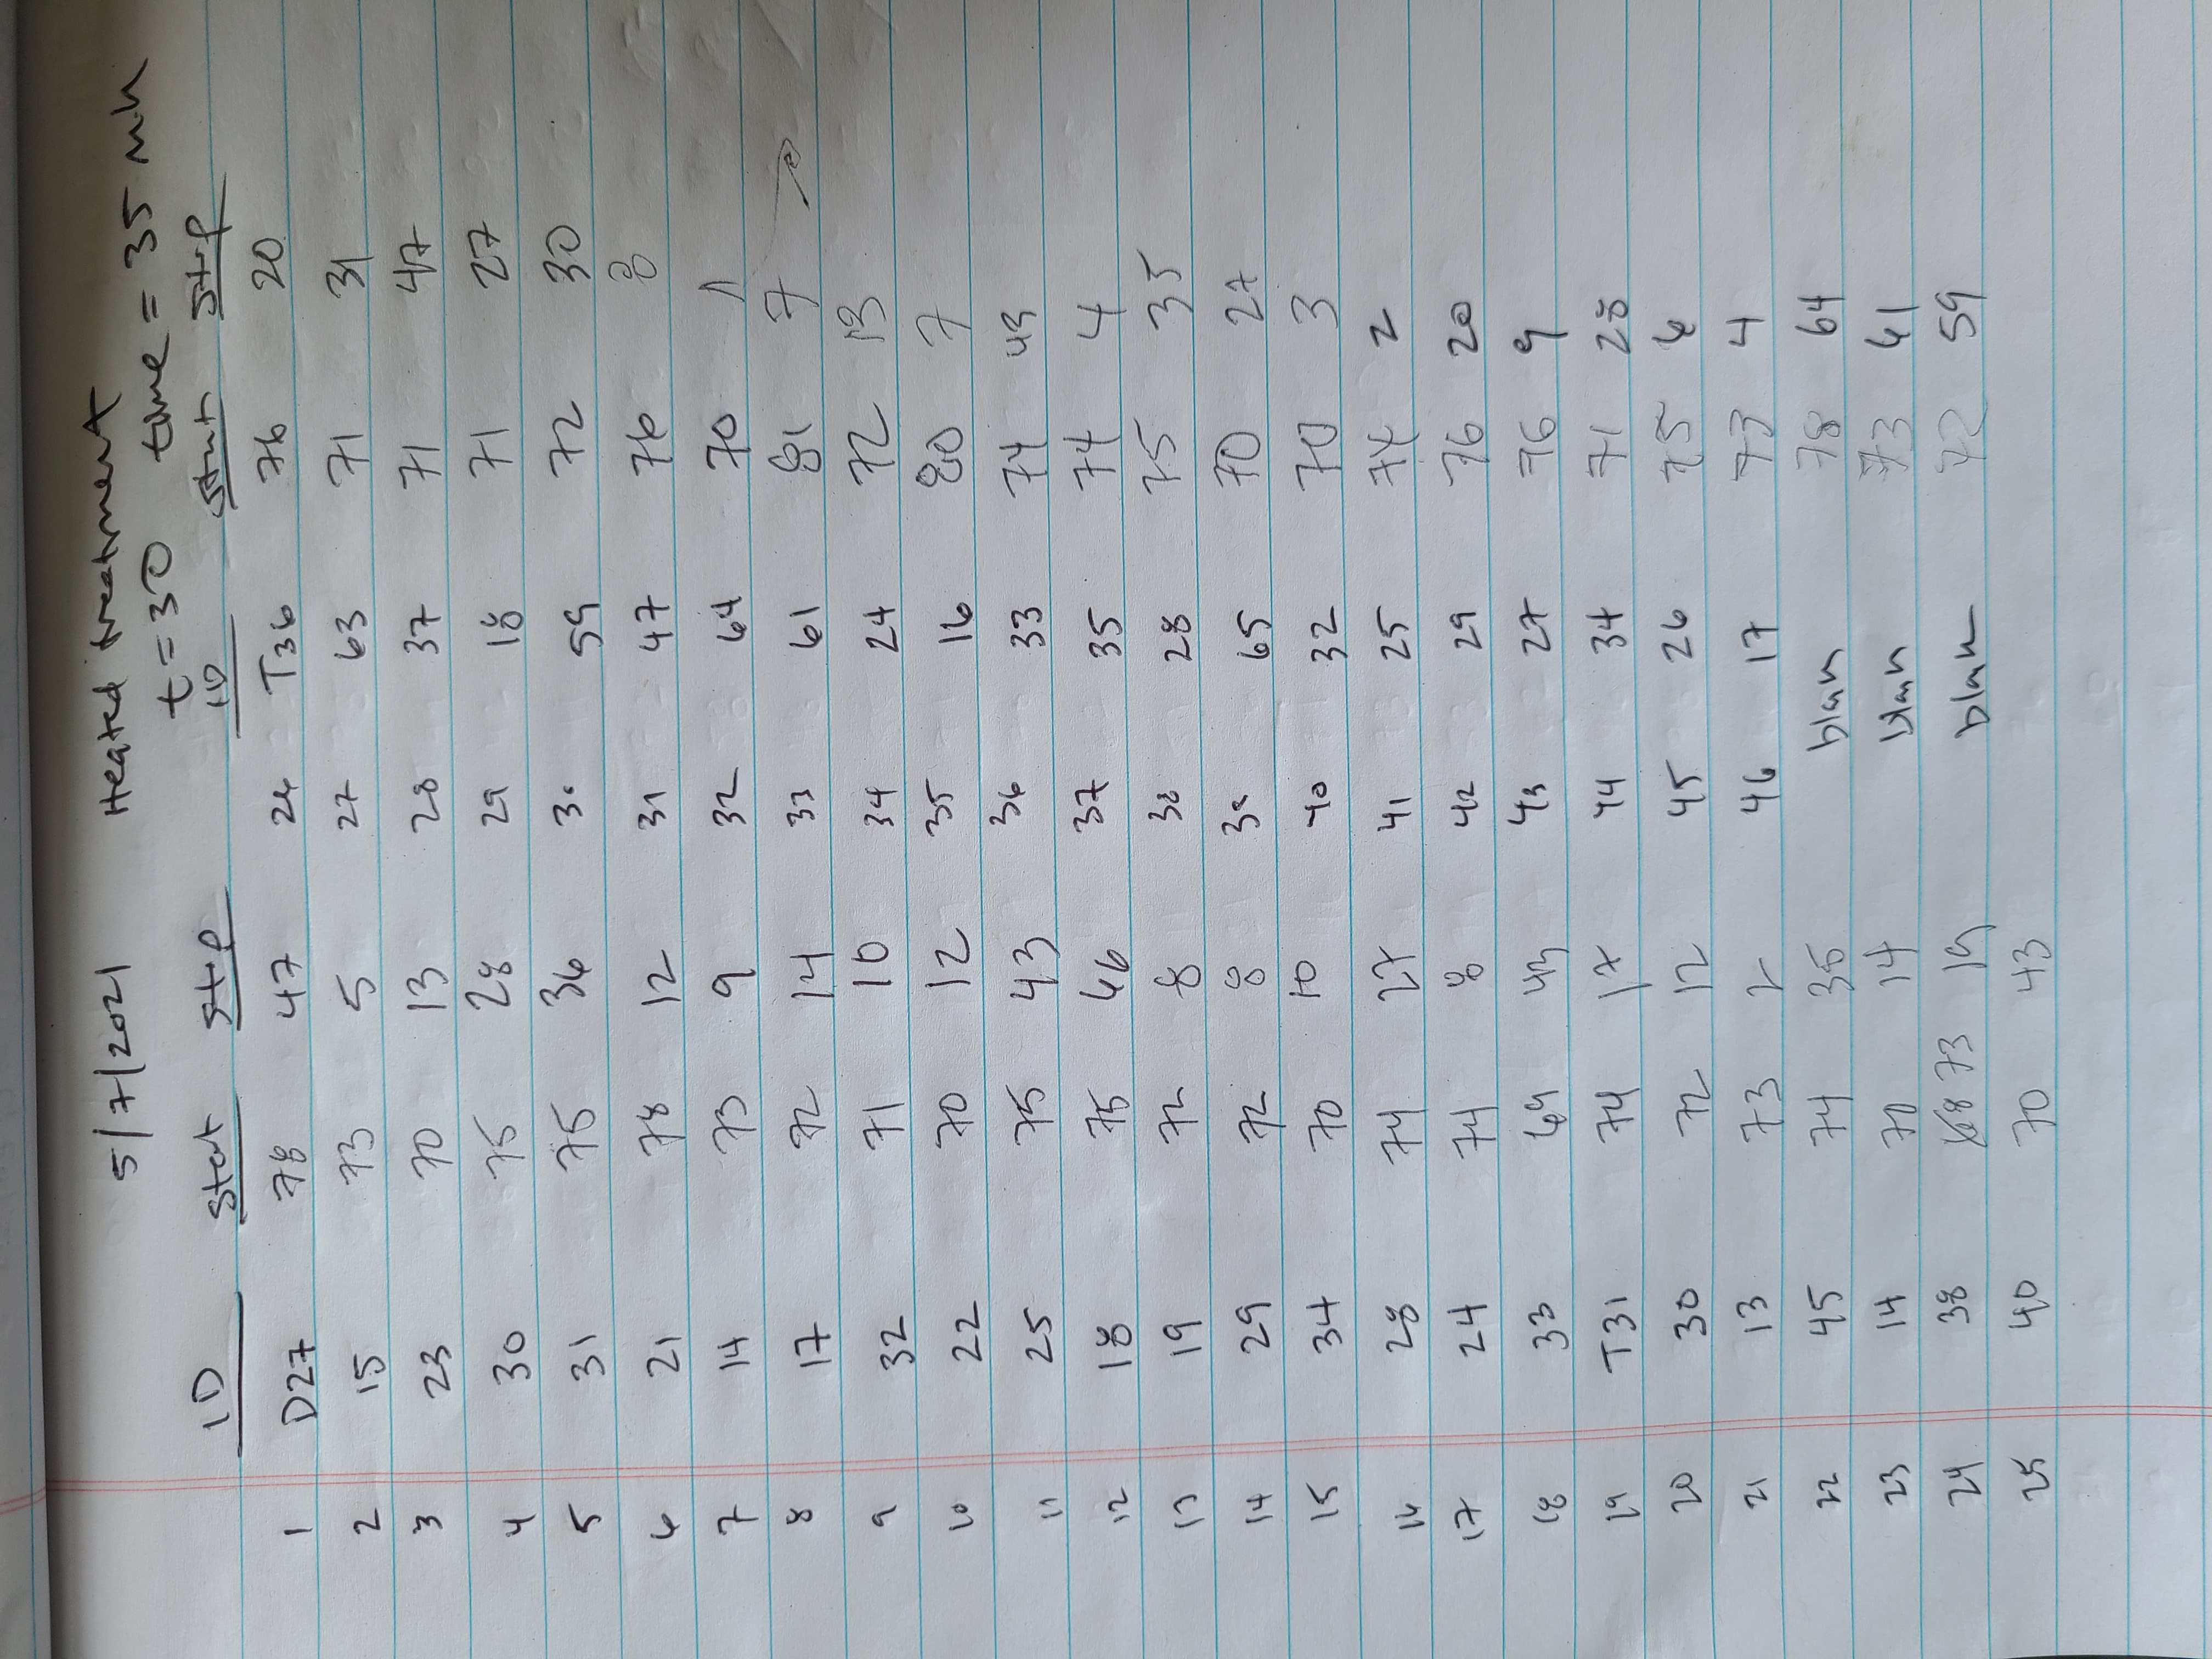 5/7/2021 Heated treatment
t = 30 time = 35 min
ID Start Stop ID Start Stop
1 D27 78 47 26 T36 76 20
2 15 73 5 27 63 71 31
3 23 70 13 28 37 71 47
4 30 75 28 29 18 71 27
5 31 75 36 30 59 72 30
6 21 78 12 31 47 76 8
7 14 73 9 32 64 70 1
8 17 72 14 33 61 81 7
9 32 71 10 34 24 72 13
10 22 70 12 35 16 80 7
11 25 75 43 36 33 74 43
12 18 75 46 37 35 74 4
13 19 72 8 38 28 75 35
14 29 72 8 39 65 70 27
15 34 70 10 40 32 70 3
16 28 74 27 41 25 74 2
17 24 74 8 42 29 76 20
18 33 69 43 43 27 76 9
19 T31 74 17 44 34 71 28
20 30 72 12 45 26 75 6
21 13 73 2 46 17 73 4
22 45 74 35 blank 78 64
23 14 70 14 blank 73 61
24 38 68 73 19 blank 72 59
25 40 70 43